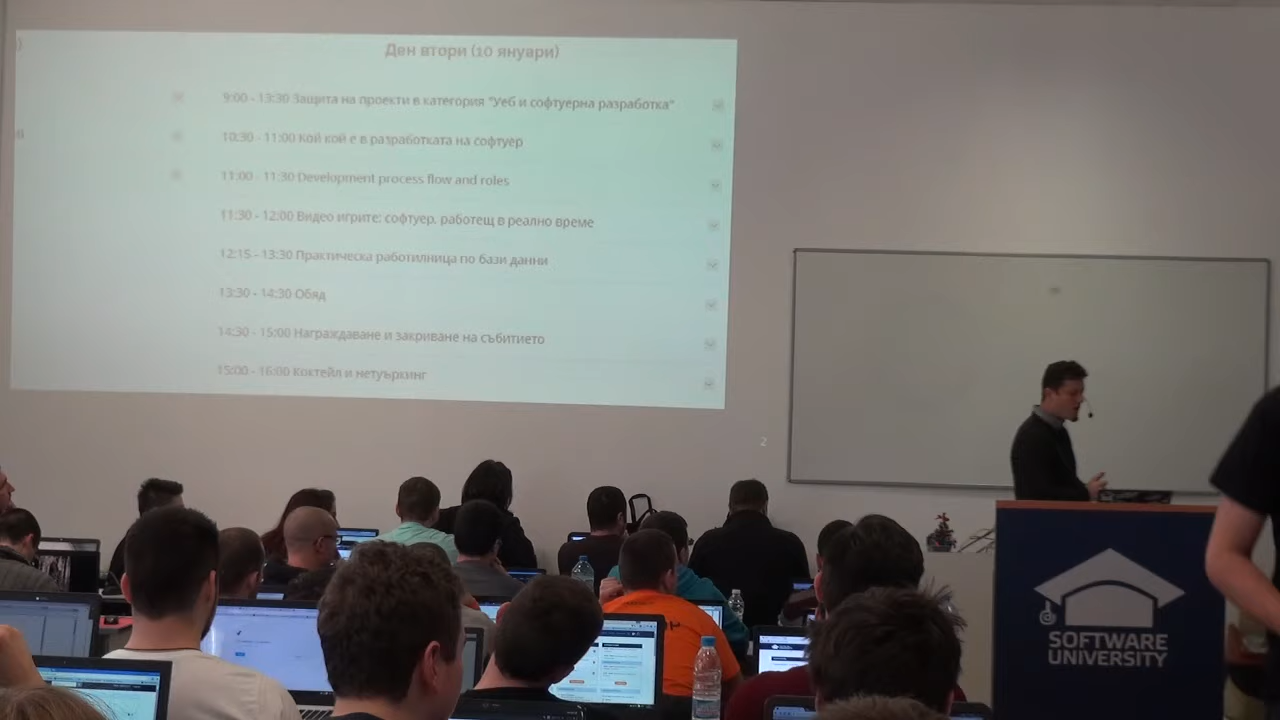 Ден втори (10 януари)
9:00 - 13:30 Защита на проекти в категория "Уеб и софтуерна разработка"
10:30 - 11:00 Кой кой е в разработката на софтуер
11:00 - 11:30 Development process flow and roles
11:30 - 12:00 Видео игрите: софтуер, работещ в реално време
12:15 - 13:30 Практическа работилница по бази данни
13:30 - 14:30 Обяд
14:30 - 15:00 Награждаване и закриване на събитието
15:00 - 16:00 Коктейл и нетуъркинг
2
SOFTWARE
UNIVERSITY